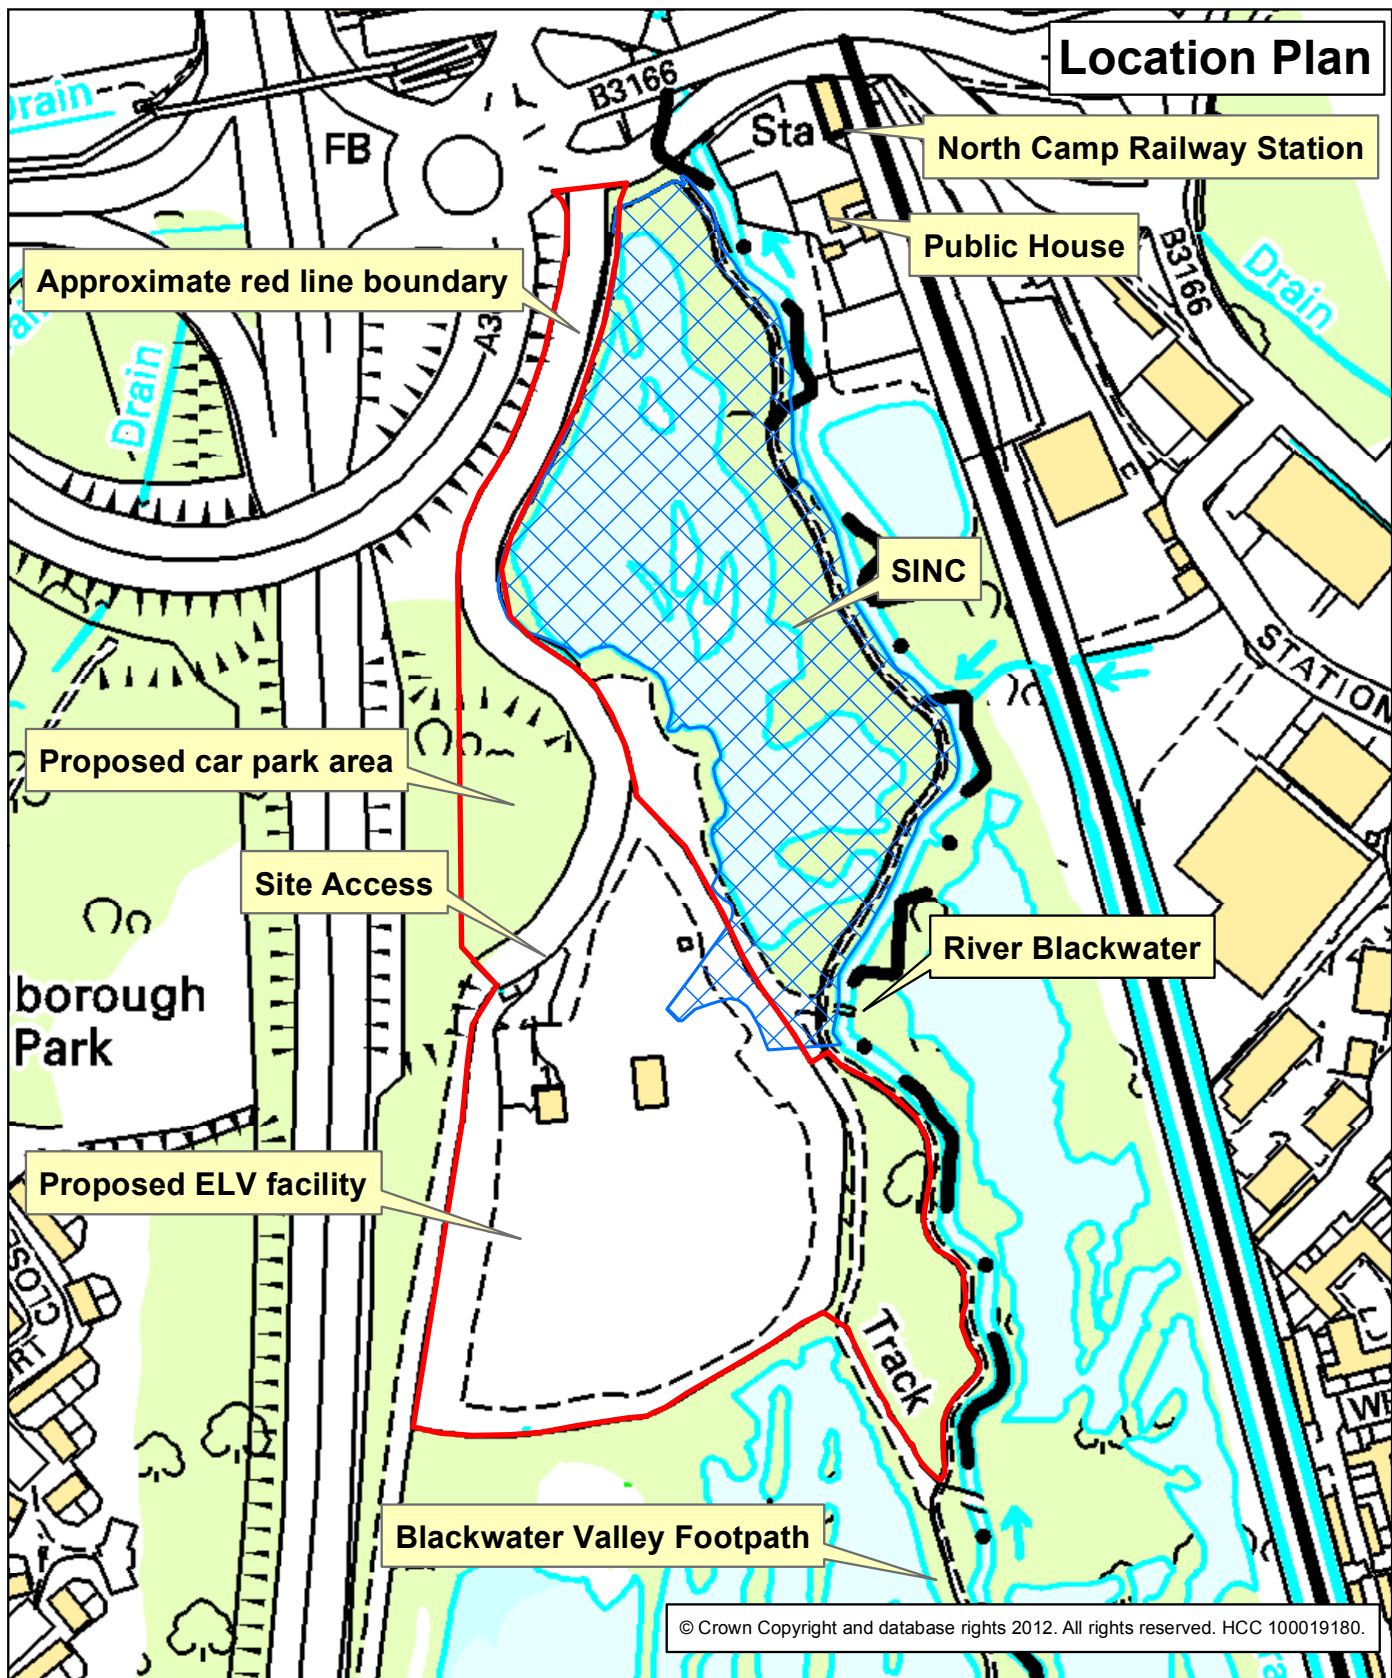 Location Plan
Drain
B3166
FB
Sta
North Camp Railway Station
Public House
Approximate red line boundary
B3166
Drain
Drain
SINC
STATION
Proposed car park area
Site Access
River Blackwater
borough
Park
Proposed ELV facility
CLOS
RT
Track
Blackwater Valley Footpath
© Crown Copyright and database rights 2012. All rights reserved. HCC 100019180.